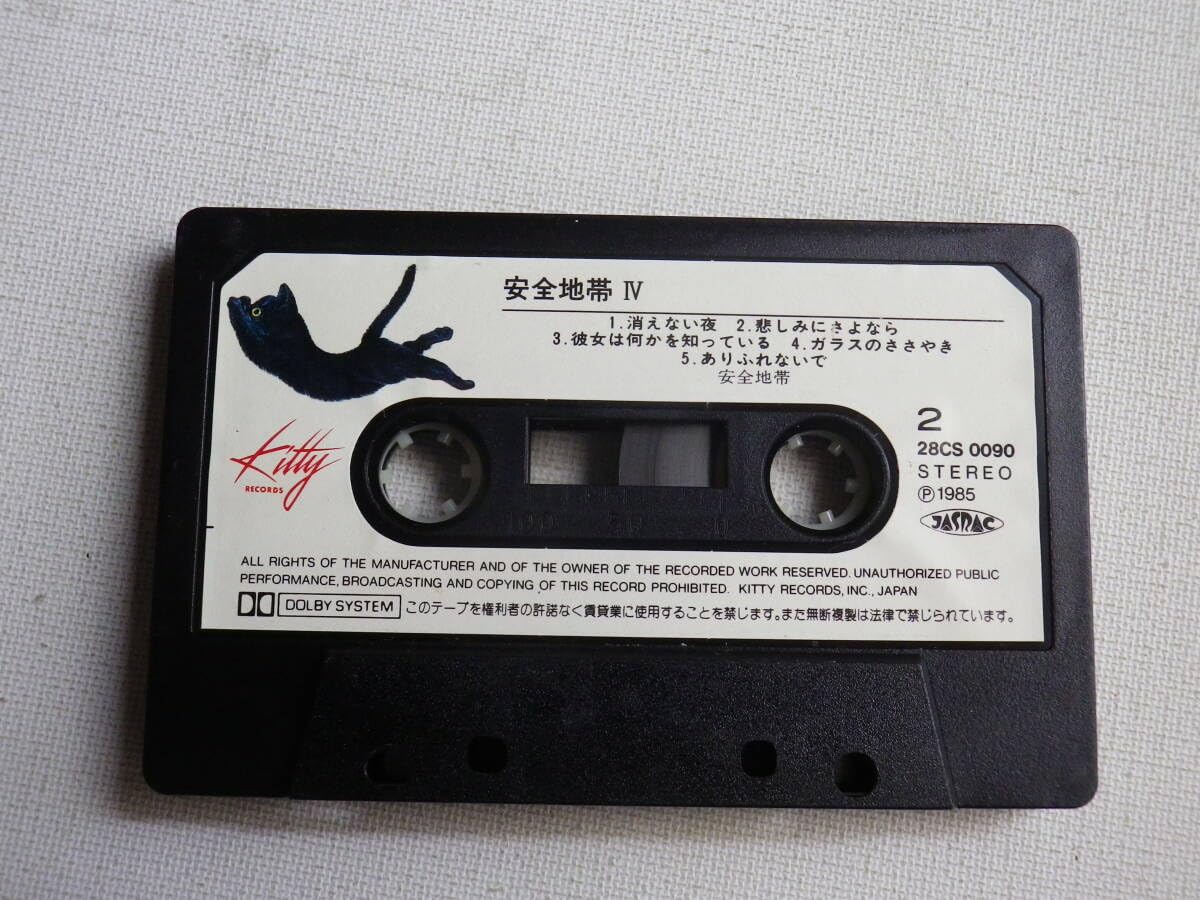 安全地帯 IV
1.消えない夜 2.悲しみにさよなら
3.彼女は何かを知っている 4.ガラスのささやき
5.ありふれないで
安全地帯
Kitty
RECORDS
2
28CS 0090
STEREO
Ⓟ1985
JASRAC
ALL RIGHTS OF THE MANUFACTURER AND OF THE OWNER OF THE RECORDED WORK RESERVED. UNAUTHORIZED PUBLIC
PERFORMANCE, BROADCASTING AND COPYING OF THIS RECORD PROHIBITED. KITTY RECORDS, INC., JAPAN
DOLBY SYSTEM このテープを権利者の許諾なく賃貸業に使用することを禁じます。また無断複製は法律で禁じられています。